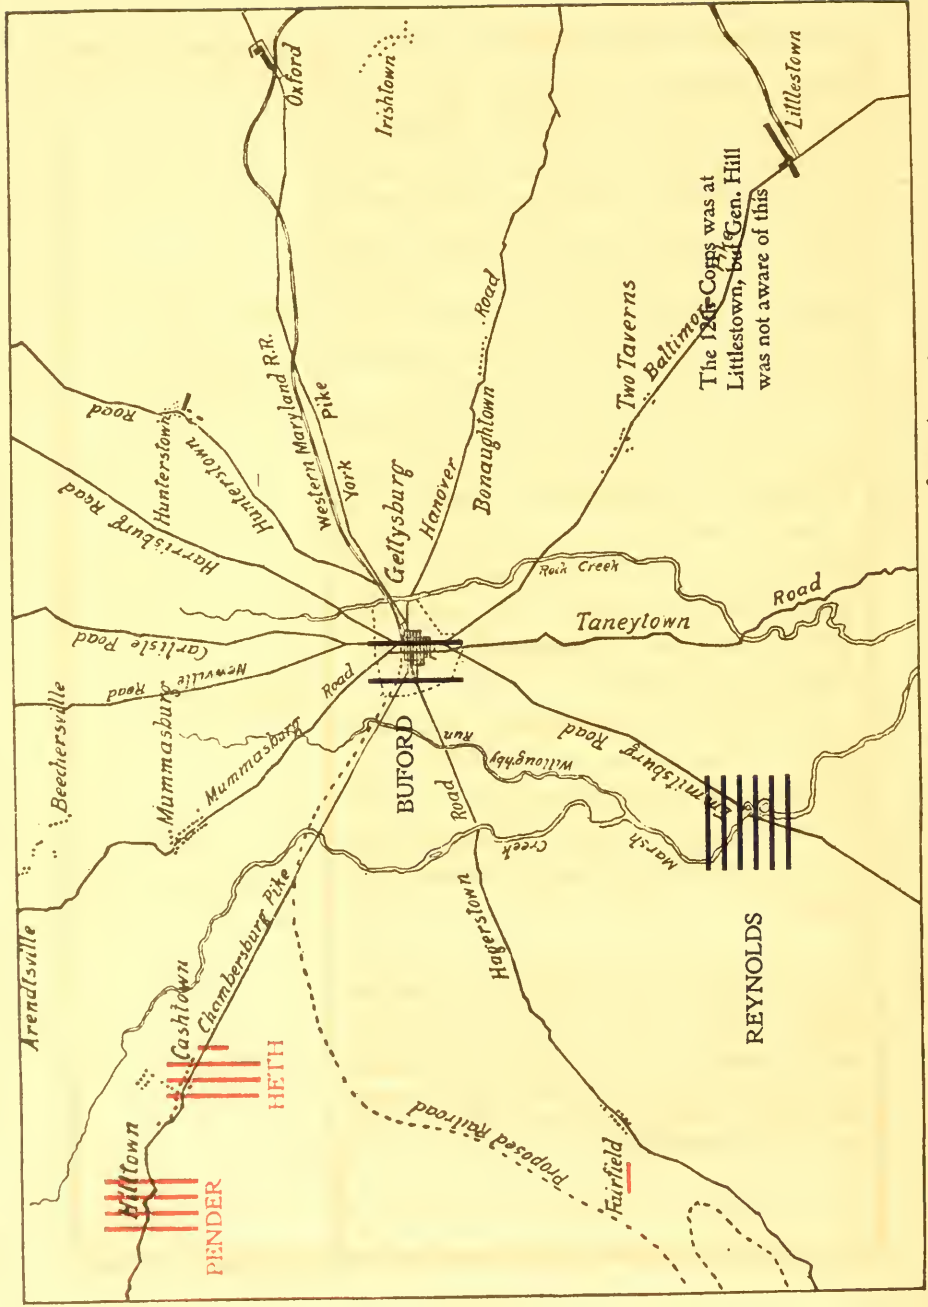 Arendtsville
Beechersville
Mummasburg
Mummasburg
Road
Newville Road
Carlisle Road
Harrisburg Road
Hunterstown
Hunterstown
Road
Western Maryland R.R.
York
Pike
Oxford
Irishtown
Hilltown
PENDER
Cashtown
HETH
Chambersburg Pike
BUFORD
Gettysburg
Hanover
Road
Bonaughtown
Rock Creek
Willoughby
Run
Marsh
Creek
Hagerstown
Road
Proposed Railroad
Fairfield
REYNOLDS
Emmitsburg Road
Taneytown
Road
Two Taverns
Baltimore
Pike
Littlestown
The 12th Corps was at
Littlestown, but Gen. Hill
was not aware of this